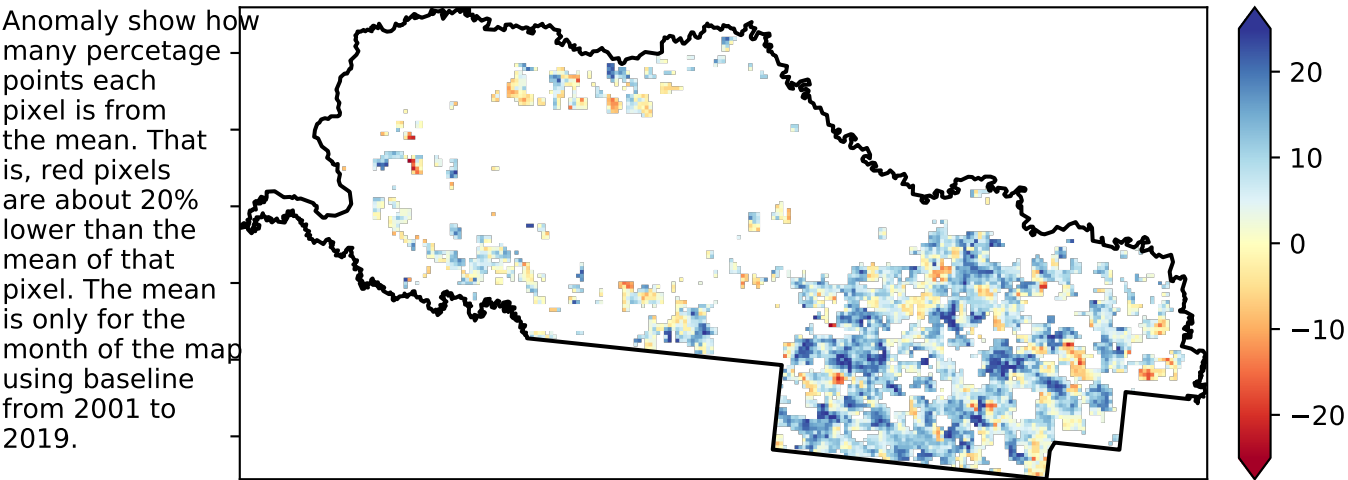 Anomaly show how
many percetage
points each
pixel is from
the mean. That
is, red pixels
are about 20%
lower than the
mean of that
pixel. The mean
is only for the
month of the map
using baseline
from 2001 to
2019.
20
10
0
−10
−20